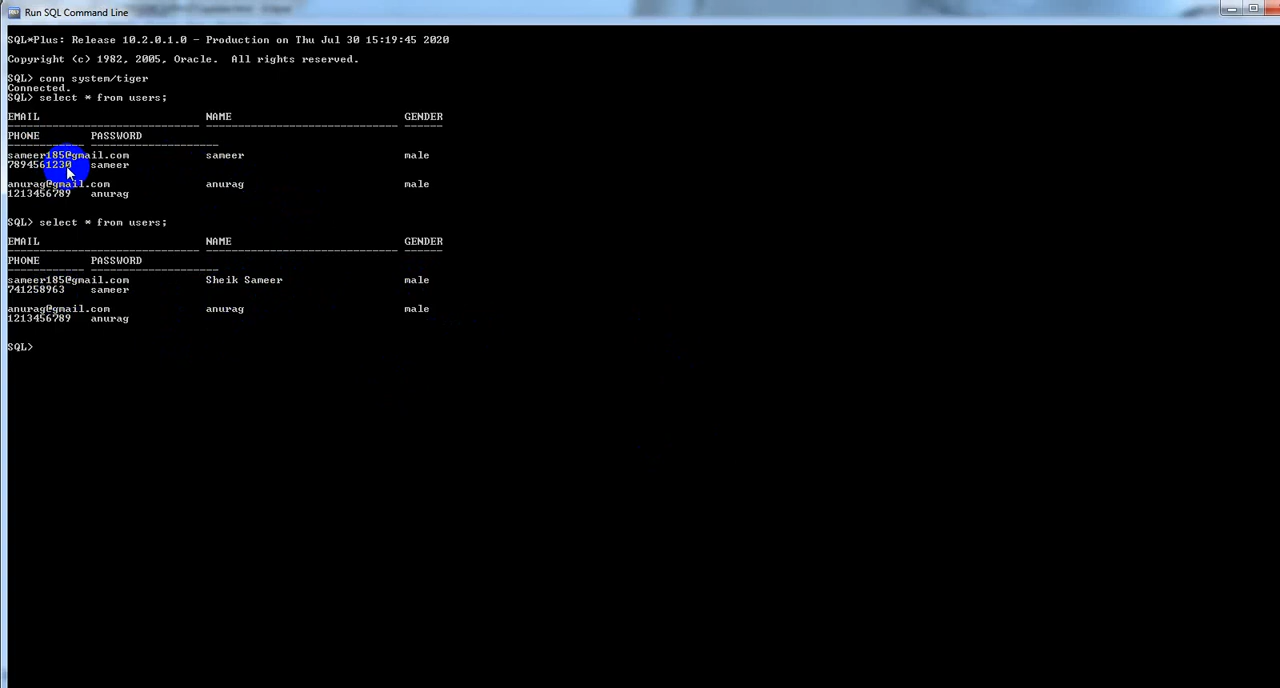 Run SQL Command Line
SQL*Plus: Release 10.2.0.1.0 - Production on Thu Jul 30 15:19:45 2020
Copyright (c) 1982, 2005, Oracle.  All rights reserved.
SQL> conn system/tiger
Connected.
SQL> select * from users;
EMAIL NAME GENDER
PHONE PASSWORD
sameer185@gmail.com sameer male
7894561230 sameer
anurag@gmail.com anurag male
1213456789 anurag
SQL> select * from users;
EMAIL NAME GENDER
PHONE PASSWORD
sameer185@gmail.com Sheik Sameer male
741258963 sameer
anurag@gmail.com anurag male
1213456789 anurag
SQL>